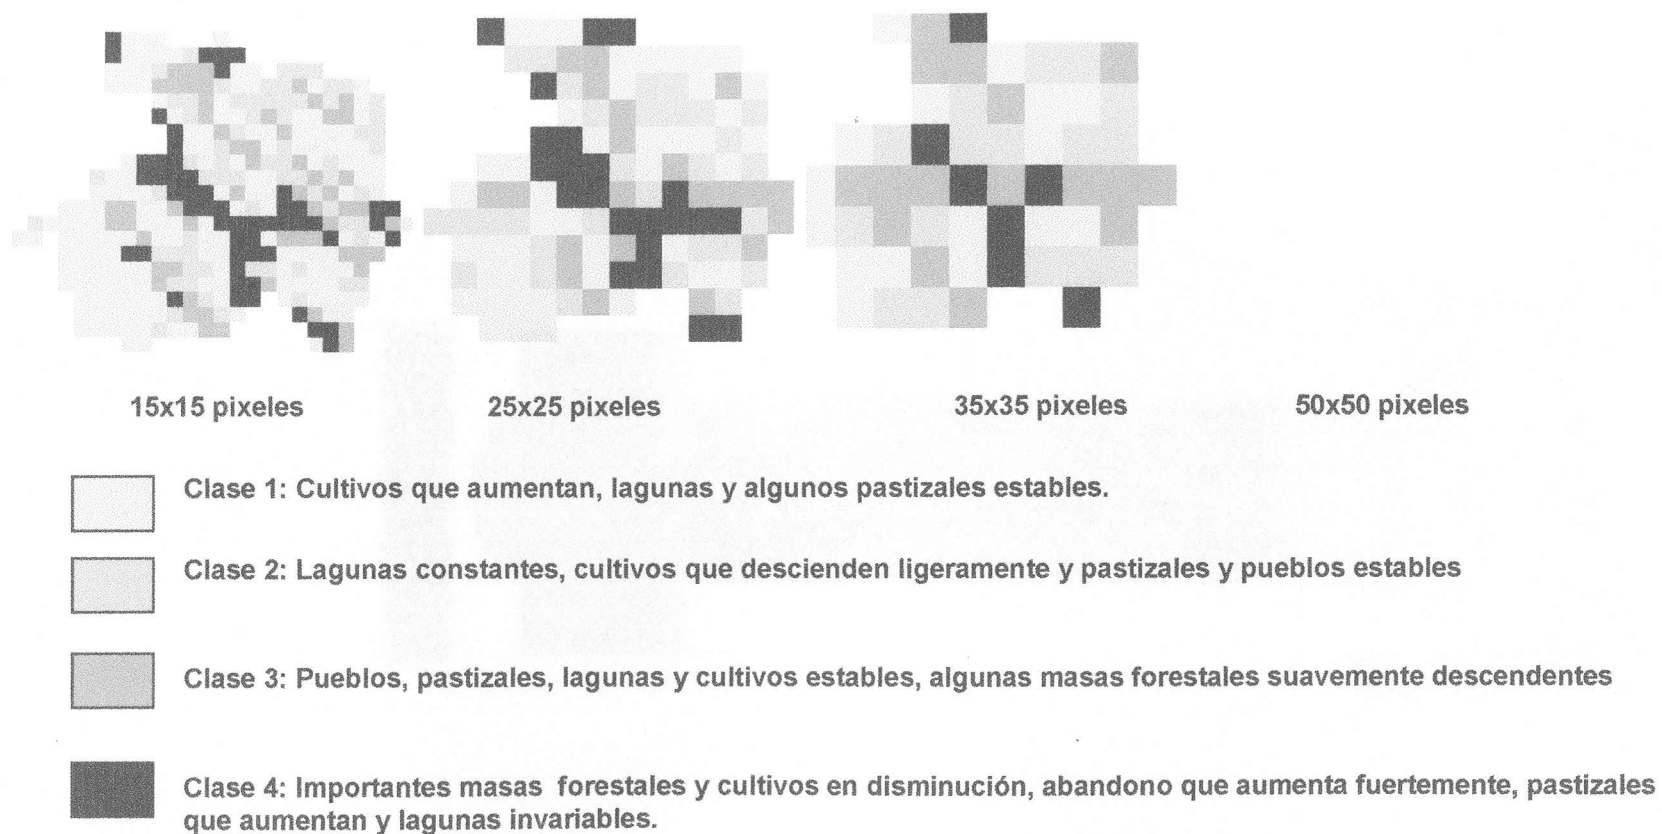 15x15 pixeles
25x25 pixeles
35x35 pixeles
50x50 pixeles
Clase 1: Cultivos que aumentan, lagunas y algunos pastizales estables.
Clase 2: Lagunas constantes, cultivos que descienden ligeramente y pastizales y pueblos estables
Clase 3: Pueblos, pastizales, lagunas y cultivos estables, algunas masas forestales suavemente descendentes
Clase 4: Importantes masas forestales y cultivos en disminución, abandono que aumenta fuertemente, pastizales
que aumentan y lagunas invariables.